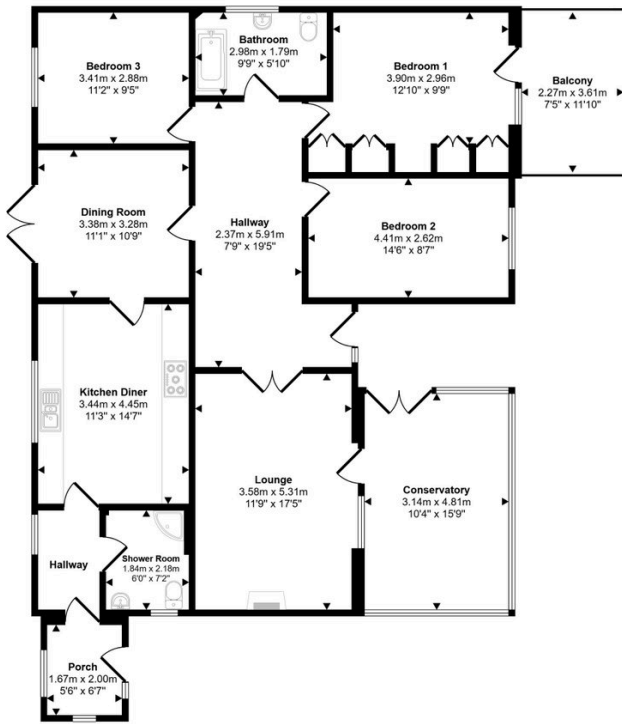 Bedroom 3
3.41m x 2.88m
11'2" x 9'5"
Bathroom
2.98m x 1.79m
9'9" x 5'10"
Bedroom 1
3.90m x 2.96m
12'10" x 9'9"
Balcony
2.27m x 3.61m
7'5" x 11'10"
Dining Room
3.38m x 3.28m
11'1" x 10'9"
Hallway
2.37m x 5.91m
7'9" x 19'5"
Bedroom 2
4.41m x 2.62m
14'6" x 8'7"
Kitchen Diner
3.44m x 4.45m
11'3" x 14'7"
Lounge
3.58m x 5.31m
11'9" x 17'5"
Conservatory
3.14m x 4.81m
10'4" x 15'9"
Hallway
Shower Room
1.84m x 2.18m
6'0" x 7'2"
Porch
1.67m x 2.00m
5'6" x 6'7"